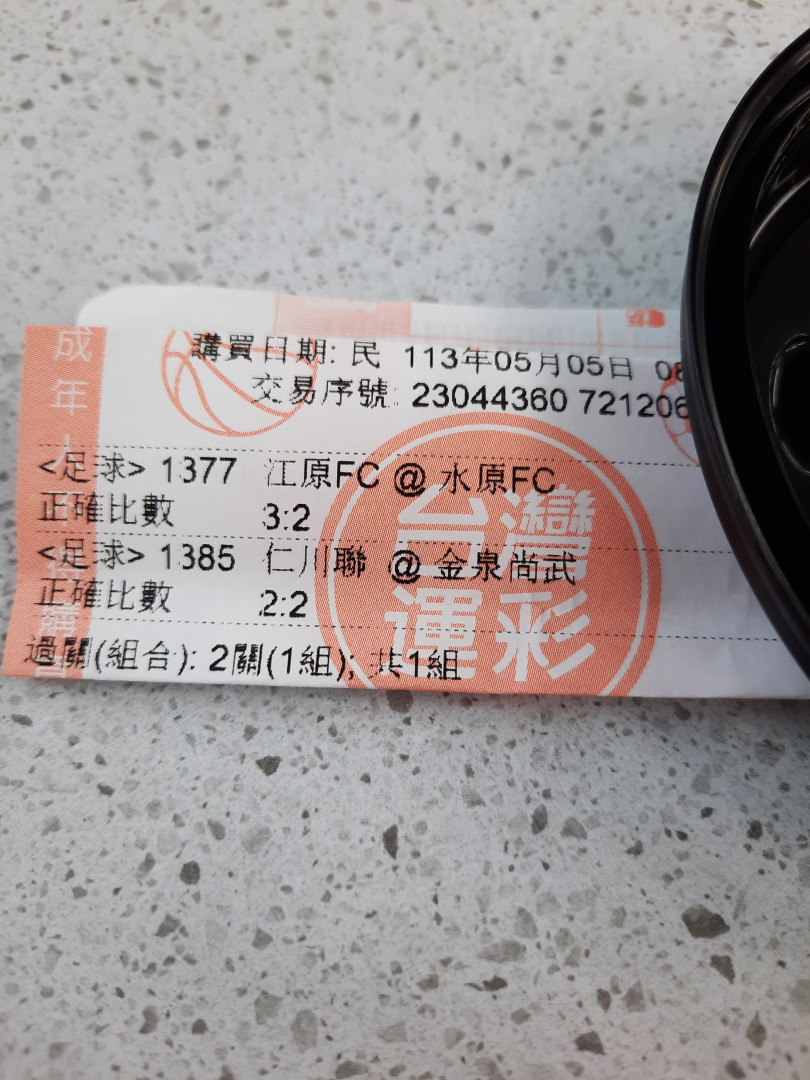 購買日期: 民 113年05月05日 08
交易序號: 23044360 721206
<足球> 1377 江原FC @ 水原FC
正確比數 3:2
<足球> 1385 仁川聯 @ 金泉尚武
正確比數 2:2
過關(組合): 2關(1組); 共1組
成年人
台灣
運彩